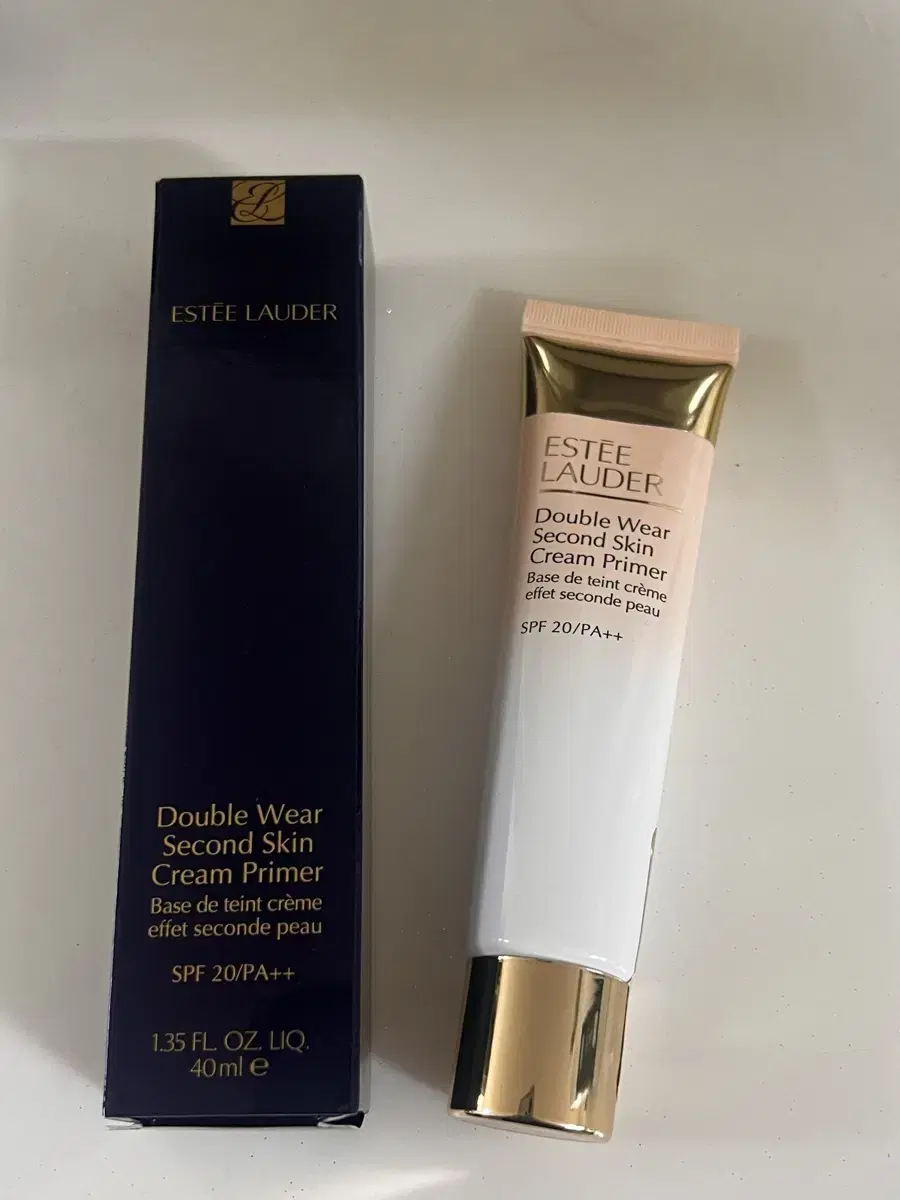 ESTĒE LAUDER
Double Wear
Second Skin
Cream Primer
Base de teint crème
effet seconde peau
SPF 20/PA++
1.35 FL. OZ. LIQ.
40 ml e
ESTĒE
LAUDER
Double Wear
Second Skin
Cream Primer
Base de teint crème
effet seconde peau
SPF 20/PA++